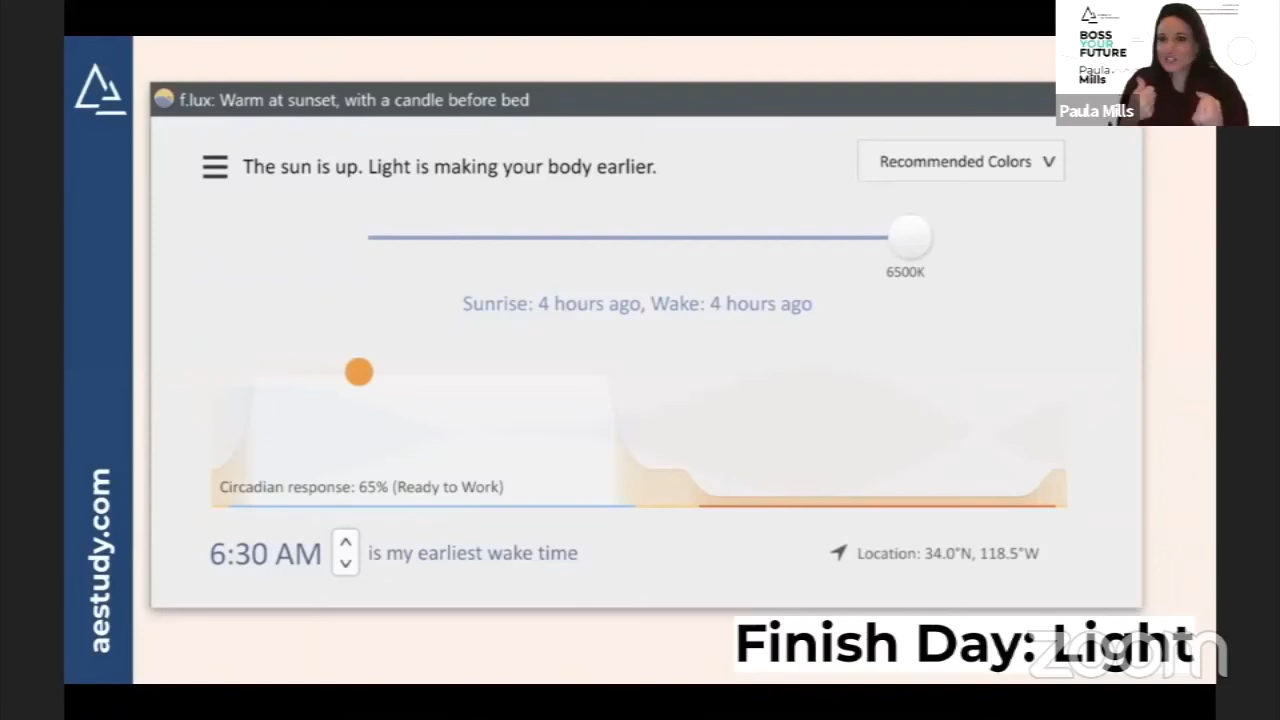 BOSS
YOUR
FUTURE
Paula
Mills
Paula Mills
f.lux: Warm at sunset, with a candle before bed
The sun is up. Light is making your body earlier.
Recommended Colors
6500K
Sunrise: 4 hours ago, Wake: 4 hours ago
Circadian response: 65% (Ready to Work)
6:30 AM is my earliest wake time
Location: 34.0°N, 118.5°W
aestudy.com
Finish Day: Light
zoom